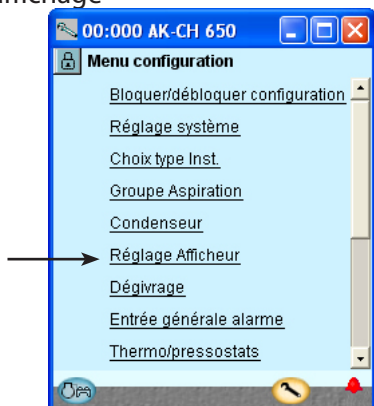 affichage
00:000 AK-CH 650
Menu configuration
Bloquer/débloquer configuration
Réglage système
Choix type Inst.
Groupe Aspiration
Condenseur
Réglage Afficheur
Dégivrage
Entrée générale alarme
Thermo/pressostats